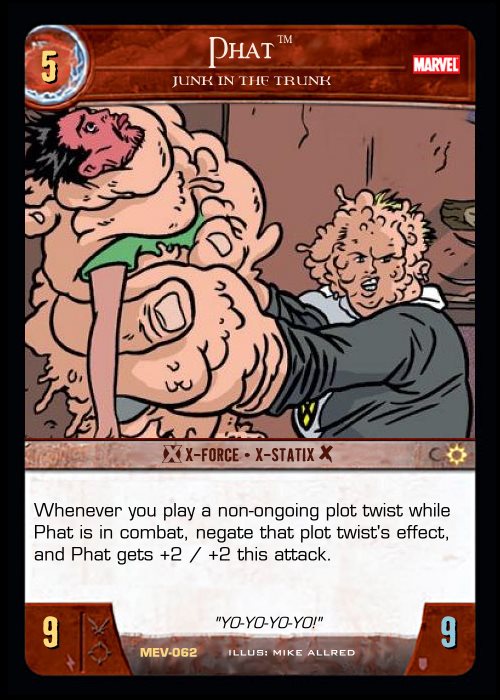 5
Phat™
MARVEL
JUNK IN THE TRUNK
X-FORCE • X-STATIX
Whenever you play a non-ongoing plot twist while
Phat is in combat, negate that plot twist's effect,
and Phat gets +2 / +2 this attack.
"YO-YO-YO-YO!"
9
9
MEV-062 ILLUS: MIKE ALLRED